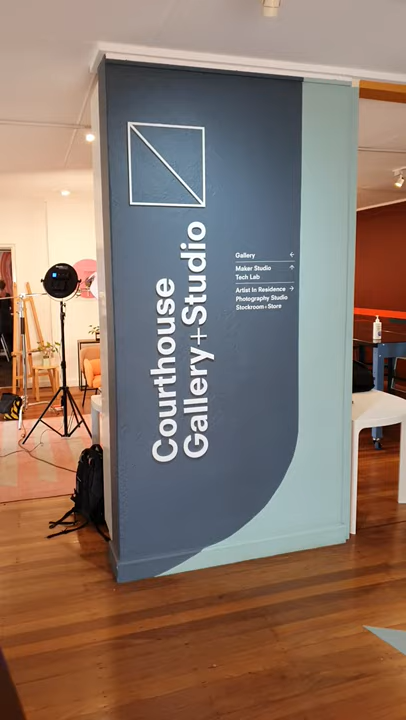 Courthouse
Gallery+Studio
Gallery ←
Maker Studio ↑
Tech Lab
Artist In Residence →
Photography Studio
Stockroom+Store